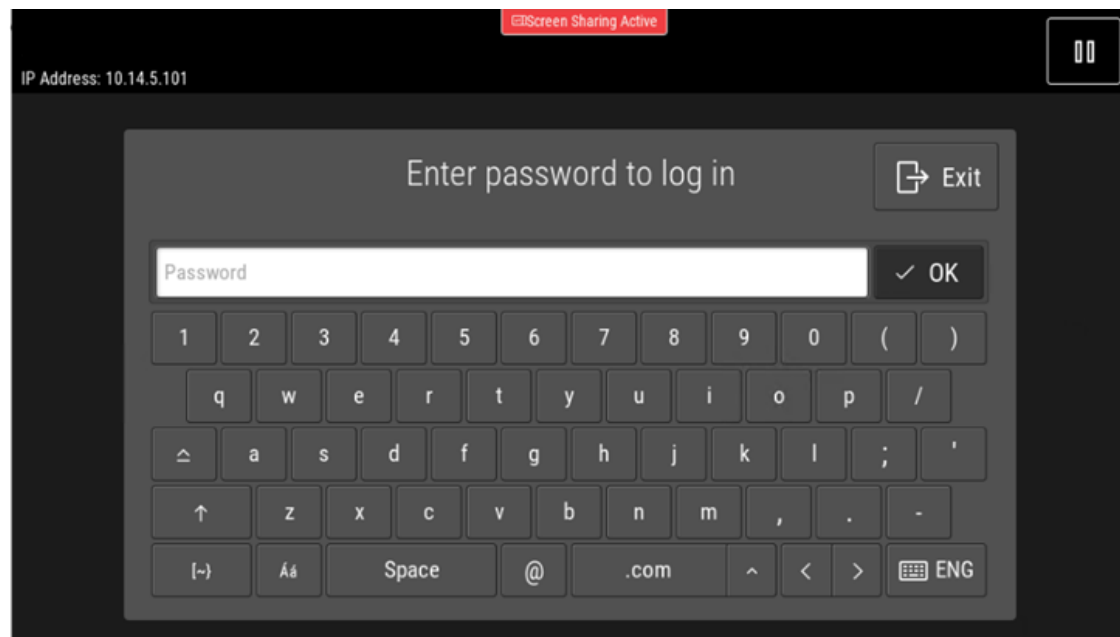 Screen Sharing Active
IP Address: 10.14.5.101
Enter password to log in
Exit
Password
OK
1 2 3 4 5 6 7 8 9 0 ( )
q w e r t y u i o p /
a s d f g h j k l ; '
z x c v b n m , . -
[~} Áá Space @ .com ^ < > ENG